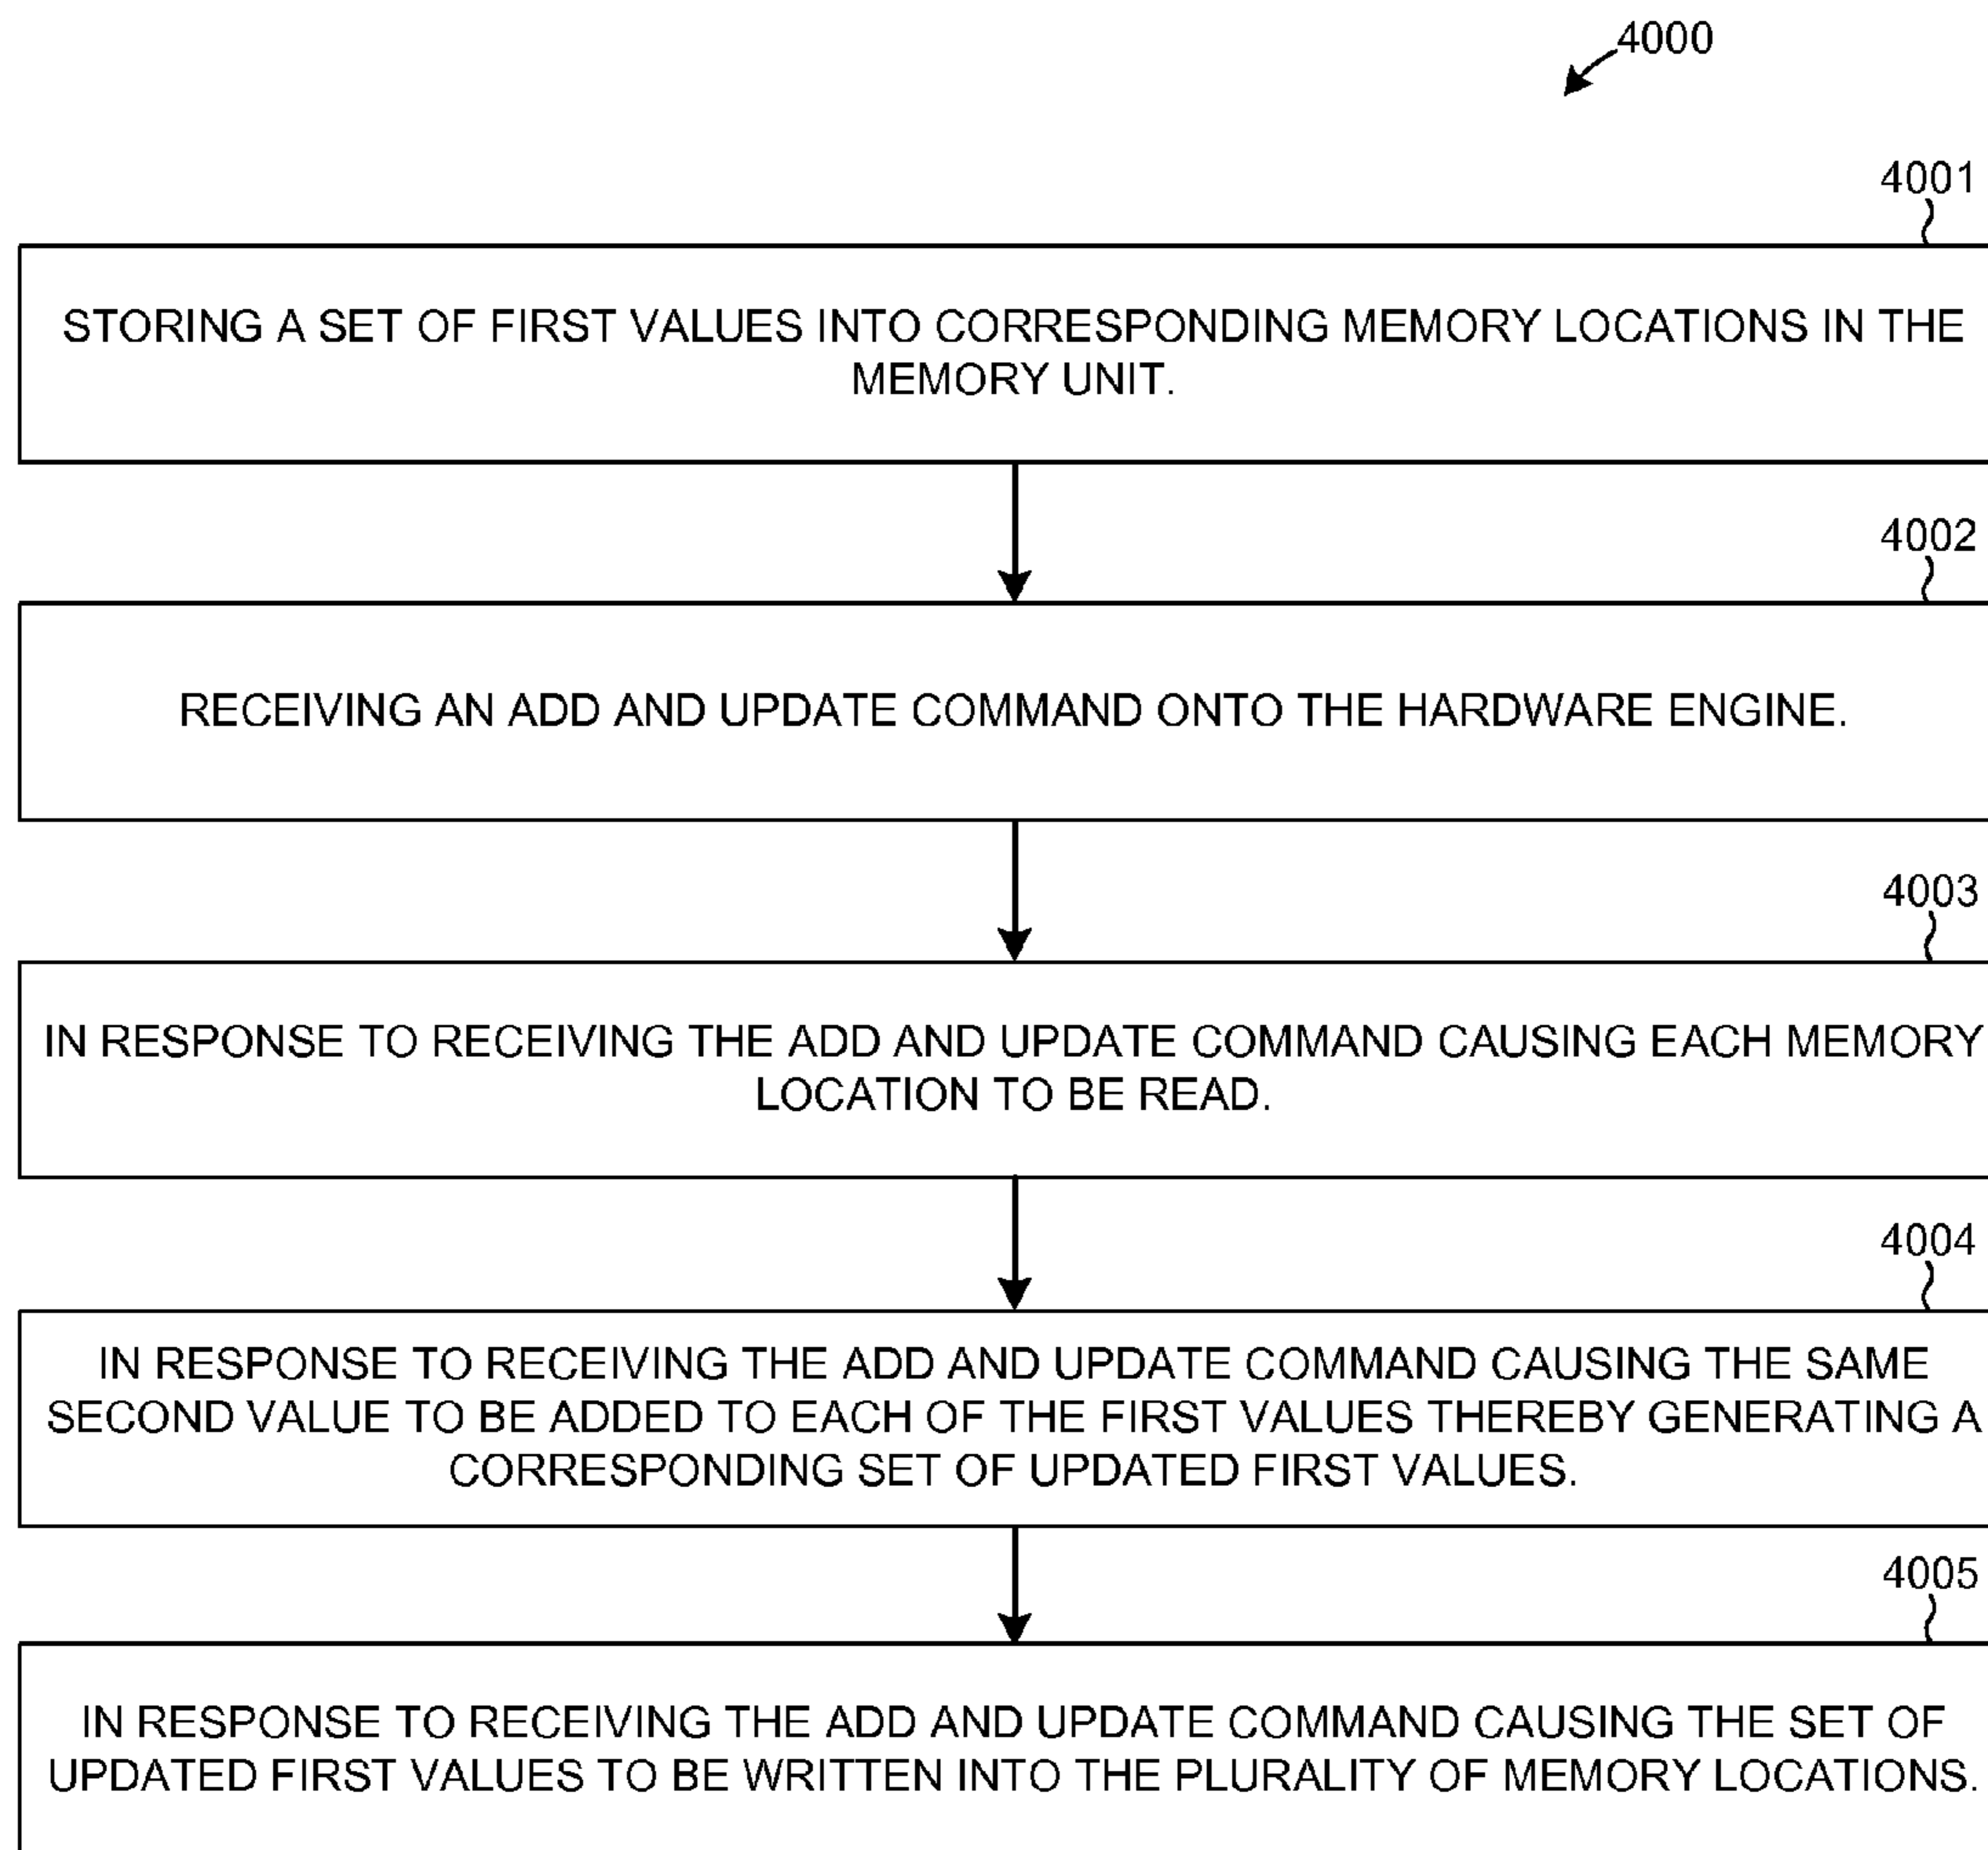 4000
4001
STORING A SET OF FIRST VALUES INTO CORRESPONDING MEMORY LOCATIONS IN THE
MEMORY UNIT.
4002
RECEIVING AN ADD AND UPDATE COMMAND ONTO THE HARDWARE ENGINE.
4003
IN RESPONSE TO RECEIVING THE ADD AND UPDATE COMMAND CAUSING EACH MEMORY
LOCATION TO BE READ.
4004
IN RESPONSE TO RECEIVING THE ADD AND UPDATE COMMAND CAUSING THE SAME
SECOND VALUE TO BE ADDED TO EACH OF THE FIRST VALUES THEREBY GENERATING A
CORRESPONDING SET OF UPDATED FIRST VALUES.
4005
IN RESPONSE TO RECEIVING THE ADD AND UPDATE COMMAND CAUSING THE SET OF
UPDATED FIRST VALUES TO BE WRITTEN INTO THE PLURALITY OF MEMORY LOCATIONS.